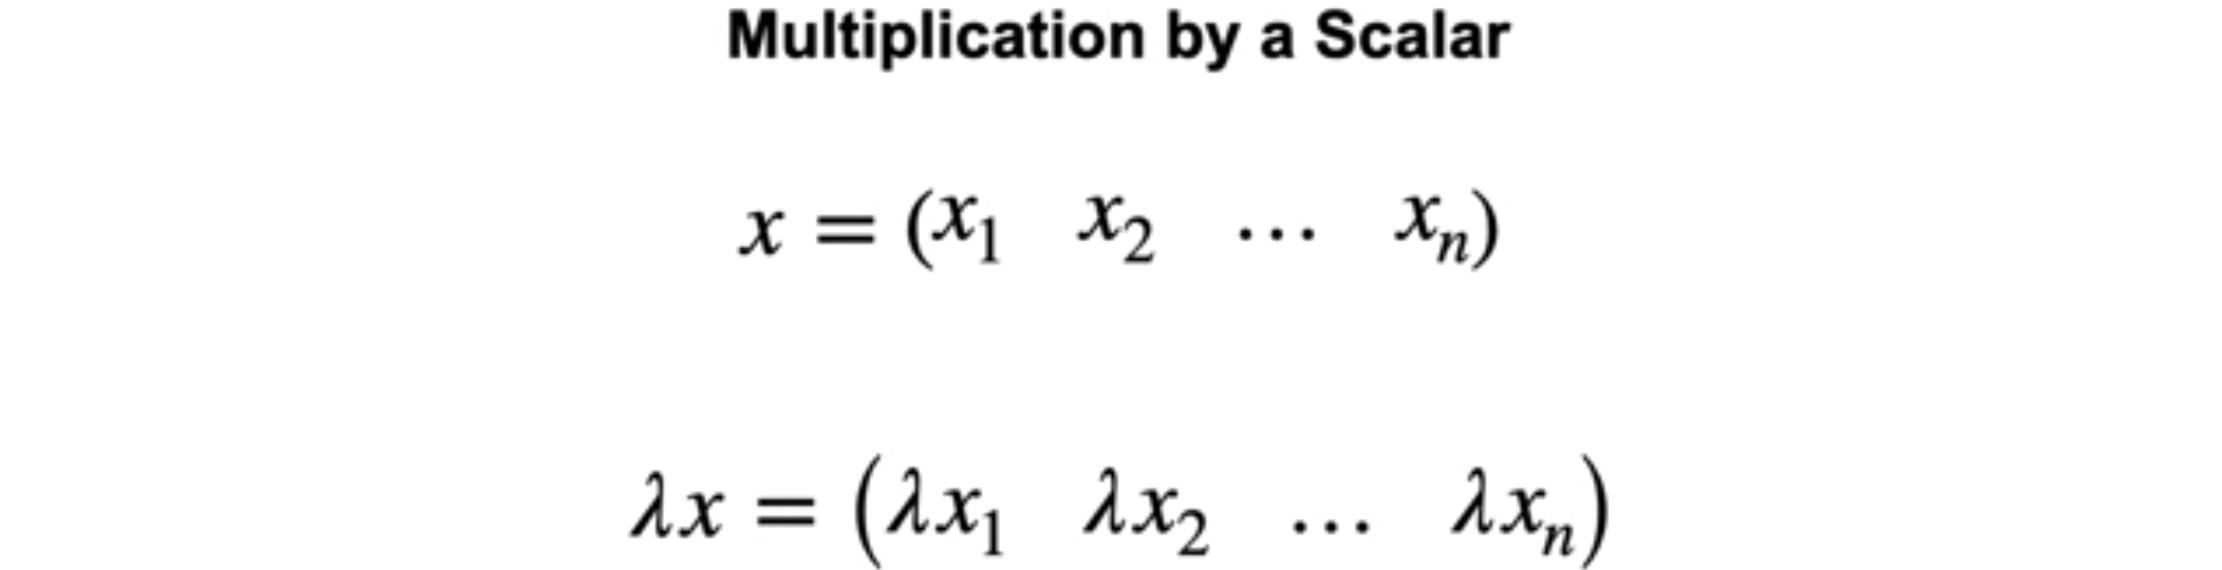 Multiplication by a Scalar
x = (x₁ x₂ … xₙ)
λx = (λx₁ λx₂ … λxₙ)